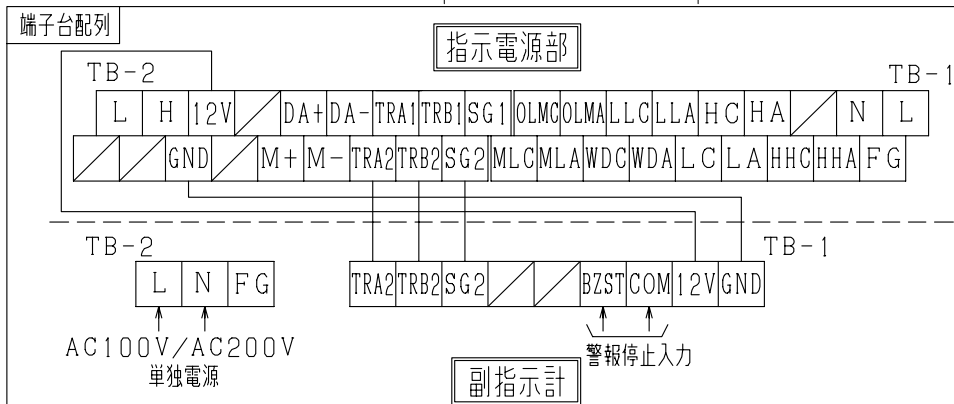 端子台配列
指示電源部
TB-2
TB-1
L H 12V DA+ DA- TRA1 TRB1 SG1 OLMC OLMA LLC LLA HC HA N L
GND M+ M- TRA2 TRB2 SG2 MLC MLA WDC WDA LC LA HHC HHA FG
TB-2
TB-1
L N FG
TRA2 TRB2 SG2 BZST COM 12V GND
AC100V/AC200V
単独電源
警報停止入力
副指示計